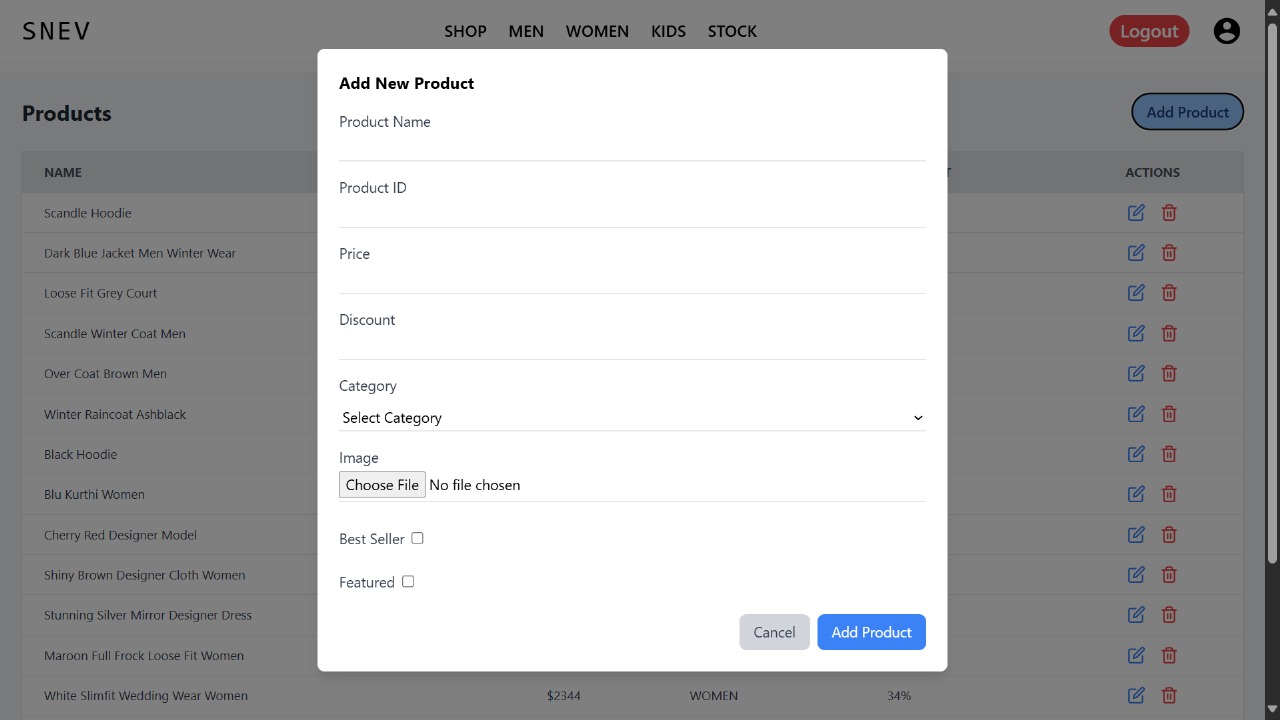 SNEV
SHOP MEN WOMEN KIDS STOCK
Logout
Products
Add Product
NAME
ACTIONS
Scandle Hoodie
Dark Blue Jacket Men Winter Wear
Loose Fit Grey Court
Scandle Winter Coat Men
Over Coat Brown Men
Winter Raincoat Ashblack
Black Hoodie
Blu Kurthi Women
Cherry Red Designer Model
Shiny Brown Designer Cloth Women
Stunning Silver Mirror Designer Dress
Maroon Full Frock Loose Fit Women
White Slimfit Wedding Wear Women $2344 WOMEN 34%
Add New Product
Product Name
Product ID
Price
Discount
Category
Select Category
Image
Choose File No file chosen
Best Seller
Featured
Cancel Add Product